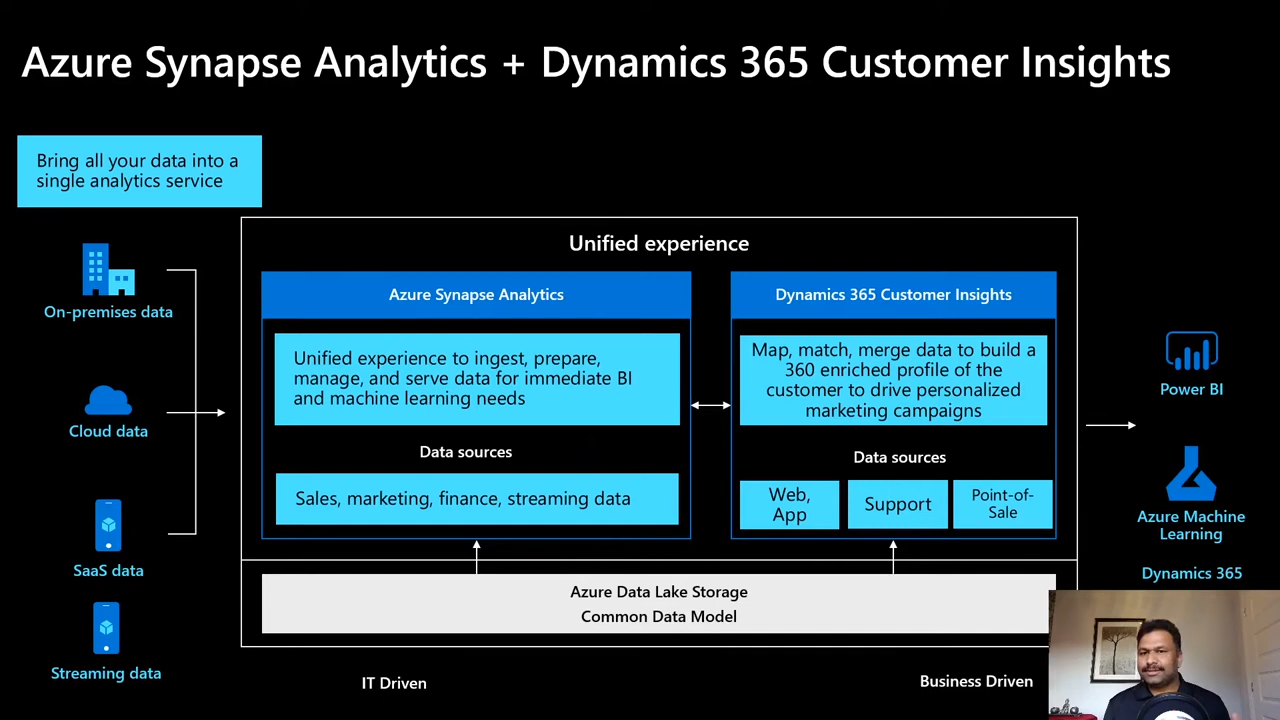 Azure Synapse Analytics + Dynamics 365 Customer Insights
Bring all your data into a
single analytics service
On-premises data
Cloud data
SaaS data
Streaming data
Unified experience
Azure Synapse Analytics
Unified experience to ingest, prepare,
manage, and serve data for immediate BI
and machine learning needs
Data sources
Sales, marketing, finance, streaming data
Dynamics 365 Customer Insights
Map, match, merge data to build a
360 enriched profile of the
customer to drive personalized
marketing campaigns
Data sources
Web,
App
Support
Point-of-
Sale
Azure Data Lake Storage
Common Data Model
IT Driven
Business Driven
Power BI
Azure Machine
Learning
Dynamics 365